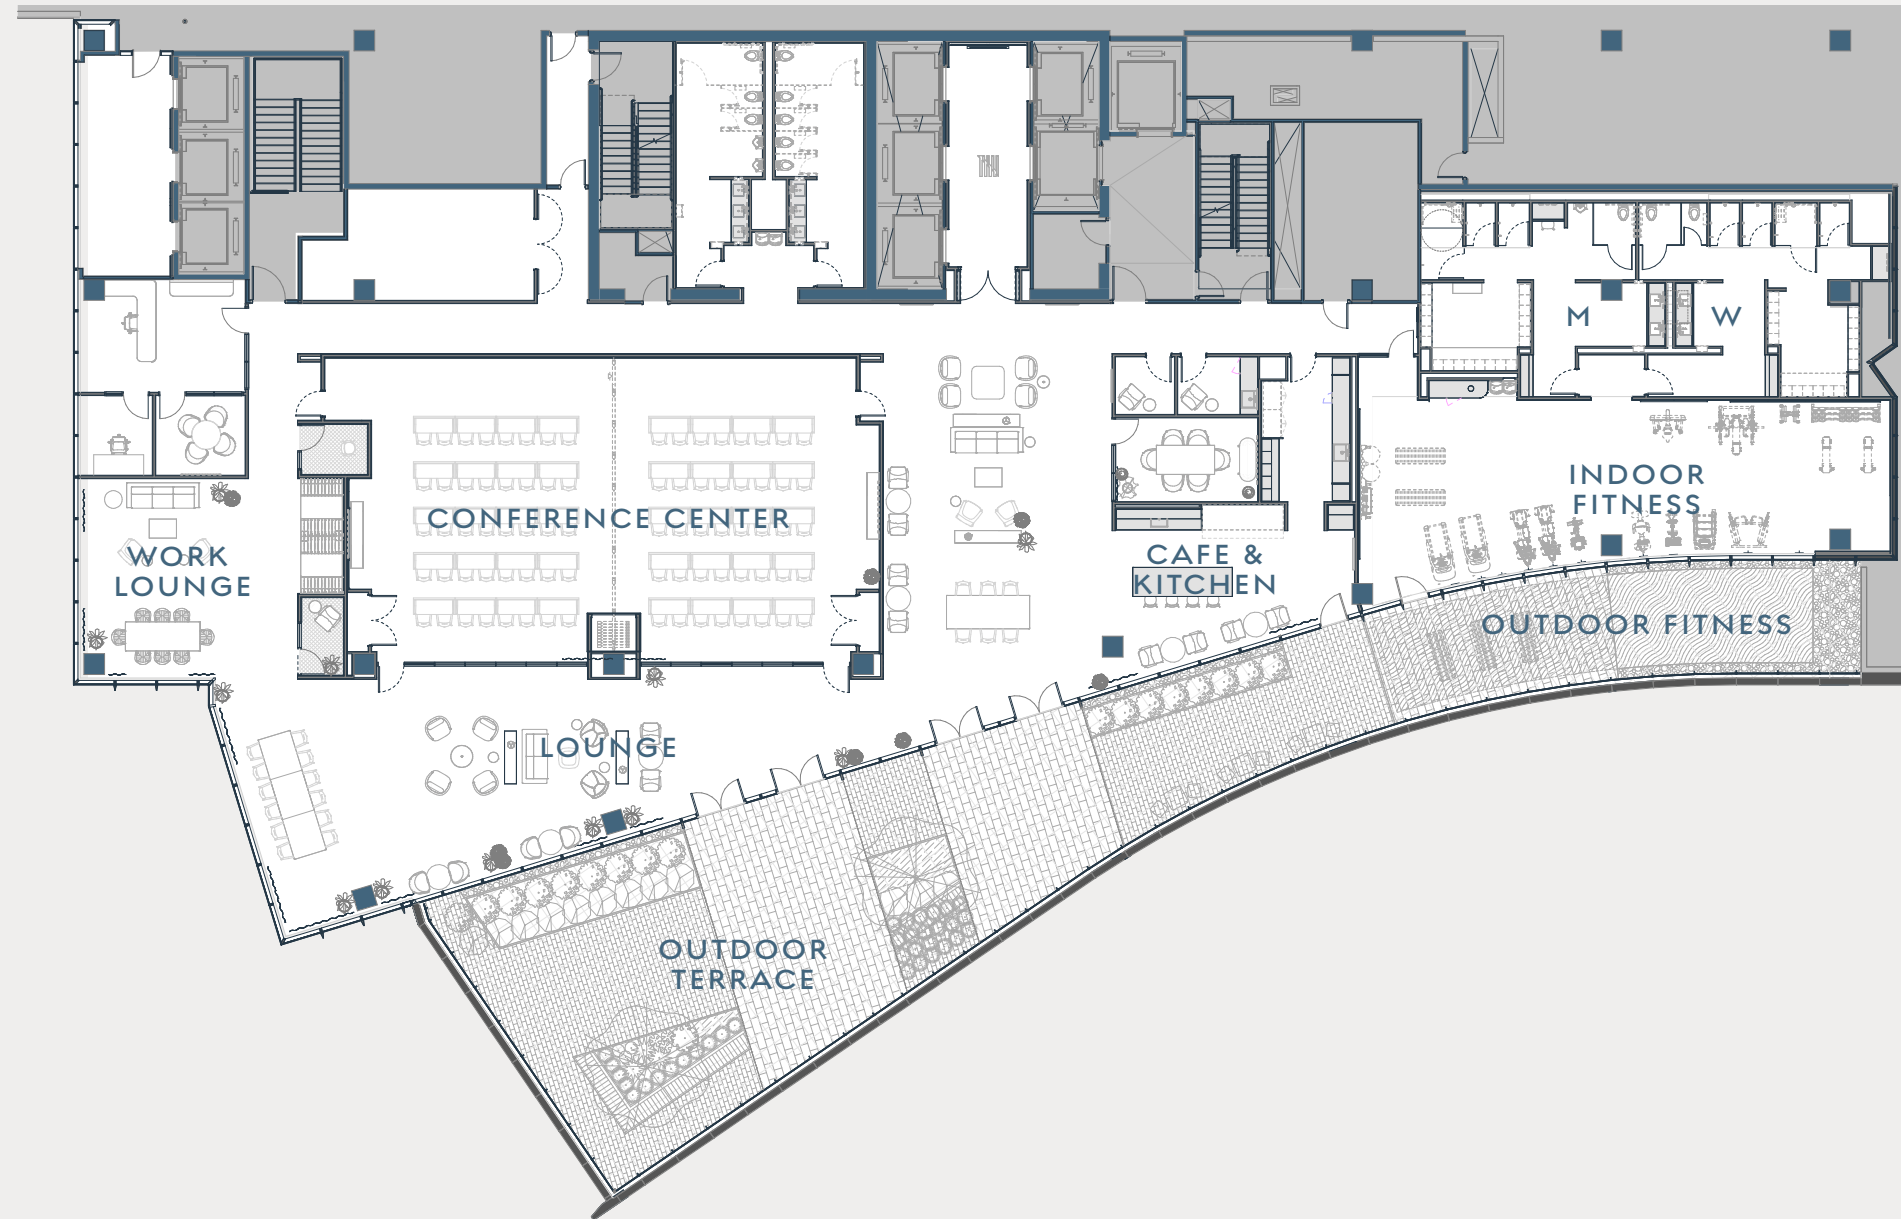 M
W
INDOOR
FITNESS
CONFERENCE CENTER
WORK
LOUNGE
CAFE &
KITCHEN
OUTDOOR FITNESS
LOUNGE
OUTDOOR
TERRACE